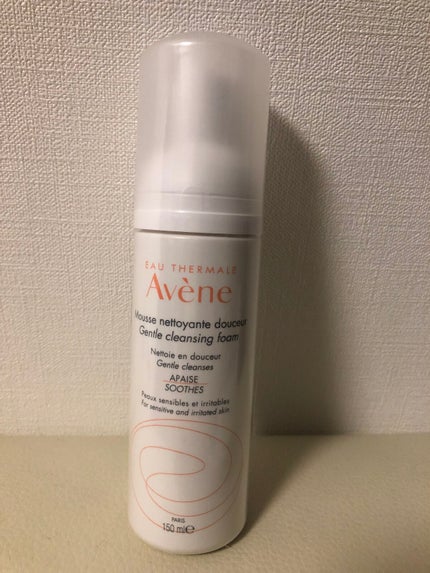 EAU THERMALE
Avène
Mousse nettoyante douceur
Gentle cleansing foam
Nettoie en douceur
Gentle cleanses
APAISE
SOOTHES
Peaux sensibles et irritables
For sensitive and irritated skin
PARIS
150 ml℮